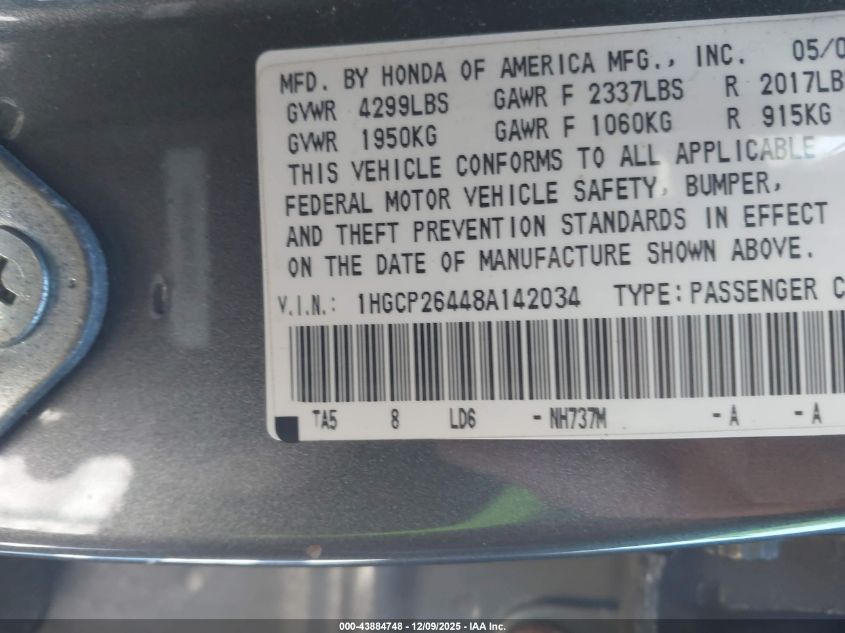 MFD. BY HONDA OF AMERICA MFG., INC. 05/0
GVWR 4299LBS GAWR F 2337LBS R 2017LB
GVWR 1950KG GAWR F 1060KG R 915KG
THIS VEHICLE CONFORMS TO ALL APPLICABLE
FEDERAL MOTOR VEHICLE SAFETY, BUMPER,
AND THEFT PREVENTION STANDARDS IN EFFECT
ON THE DATE OF MANUFACTURE SHOWN ABOVE.
V.I.N.: 1HGCP26448A142034 TYPE:PASSENGER C
TA5 8 LD6 -NH737M -A -A
000-43884748 - 12/09/2025 - IAA Inc.